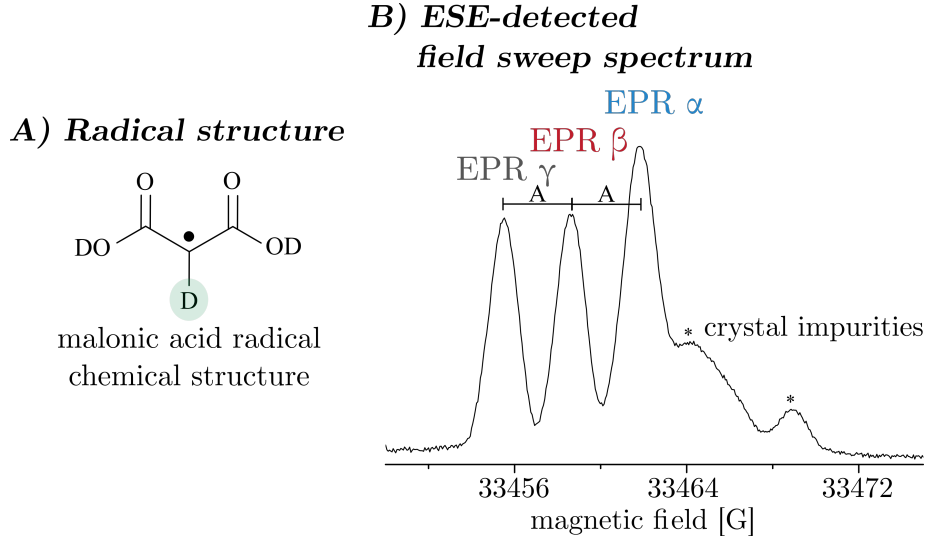 A) Radical structure
O
O
DO
OD
D
malonic acid radical
chemical structure
B) ESE-detected
field sweep spectrum
EPR α
EPR β
EPR γ
A
A
* crystal impurities
*
33456
33464
33472
magnetic field [G]